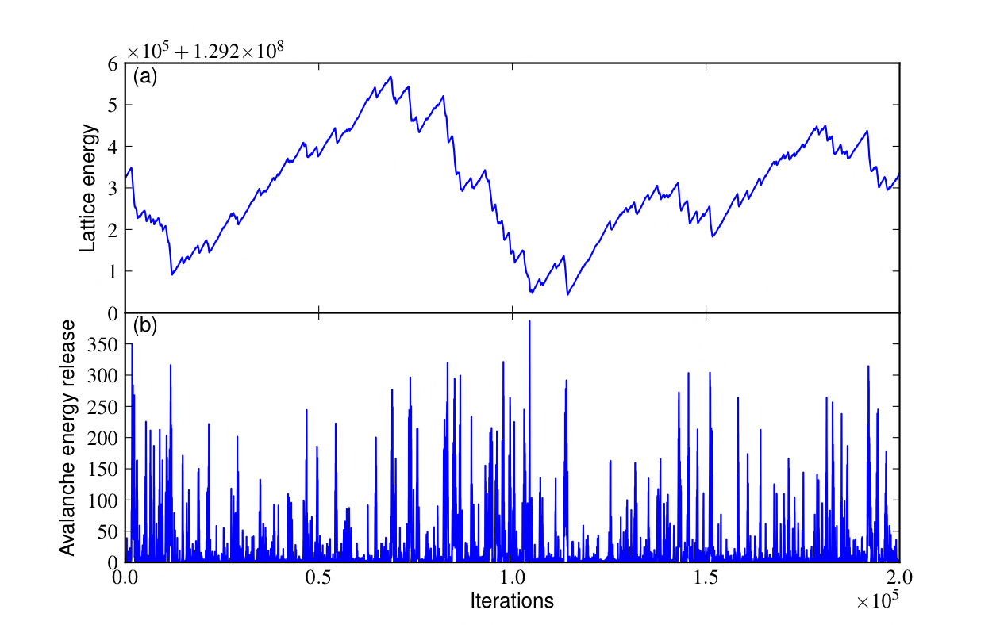 ×10⁵ + 1.292×10⁸
(a)
6
5
4
3
2
1
0
Lattice energy
(b)
350
300
250
200
150
100
50
0
Avalanche energy release
0.0 0.5 1.0 1.5 2.0
Iterations
×10⁵